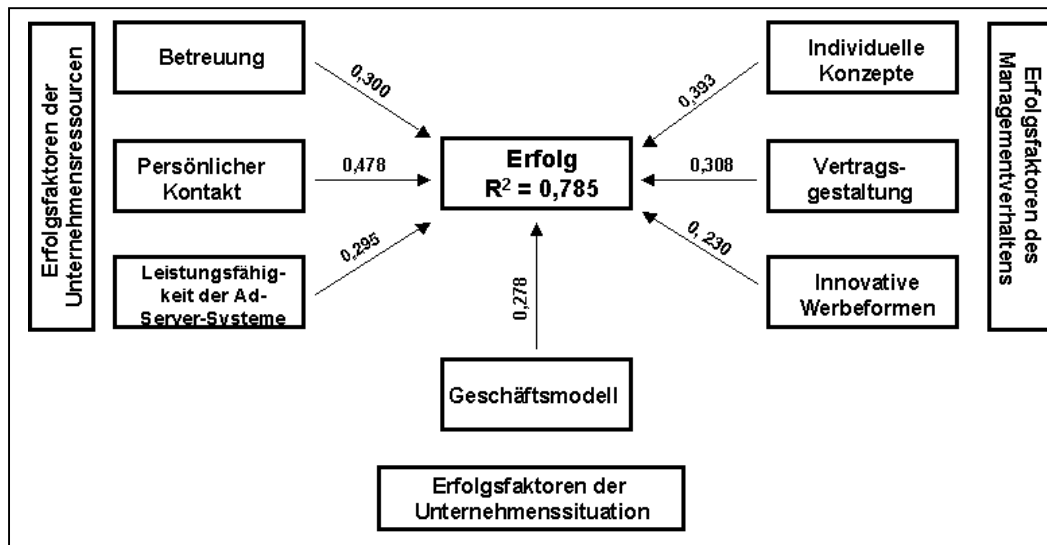 Erfolgsfaktoren der
Unternehmensressourcen
Betreuung
0,300
Persönlicher
Kontakt
0,478
Leistungsfähig-
keit der Ad-
Server-Systeme
0,295
Erfolg
R² = 0,785
0,278
Geschäftsmodell
Erfolgsfaktoren der
Unternehmenssituation
Individuelle
Konzepte
0,393
Vertrags-
gestaltung
0,308
Innovative
Werbeformen
0, 230
Erfolgsfaktoren des
Managementverhaltens